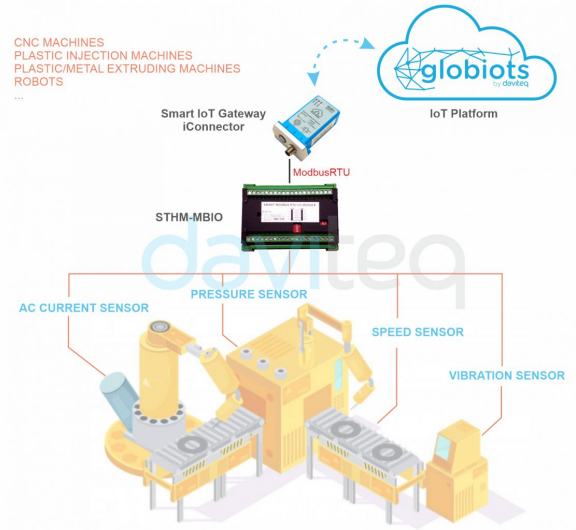 CNC MACHINES
PLASTIC INJECTION MACHINES
PLASTIC/METAL EXTRUDING MACHINES
ROBOTS
...
globiots
by daviteq
IoT Platform
Smart IoT Gateway
iConnector
ModbusRTU
STHM-MBIO
daviteq
PRESSURE SENSOR
AC CURRENT SENSOR
SPEED SENSOR
VIBRATION SENSOR